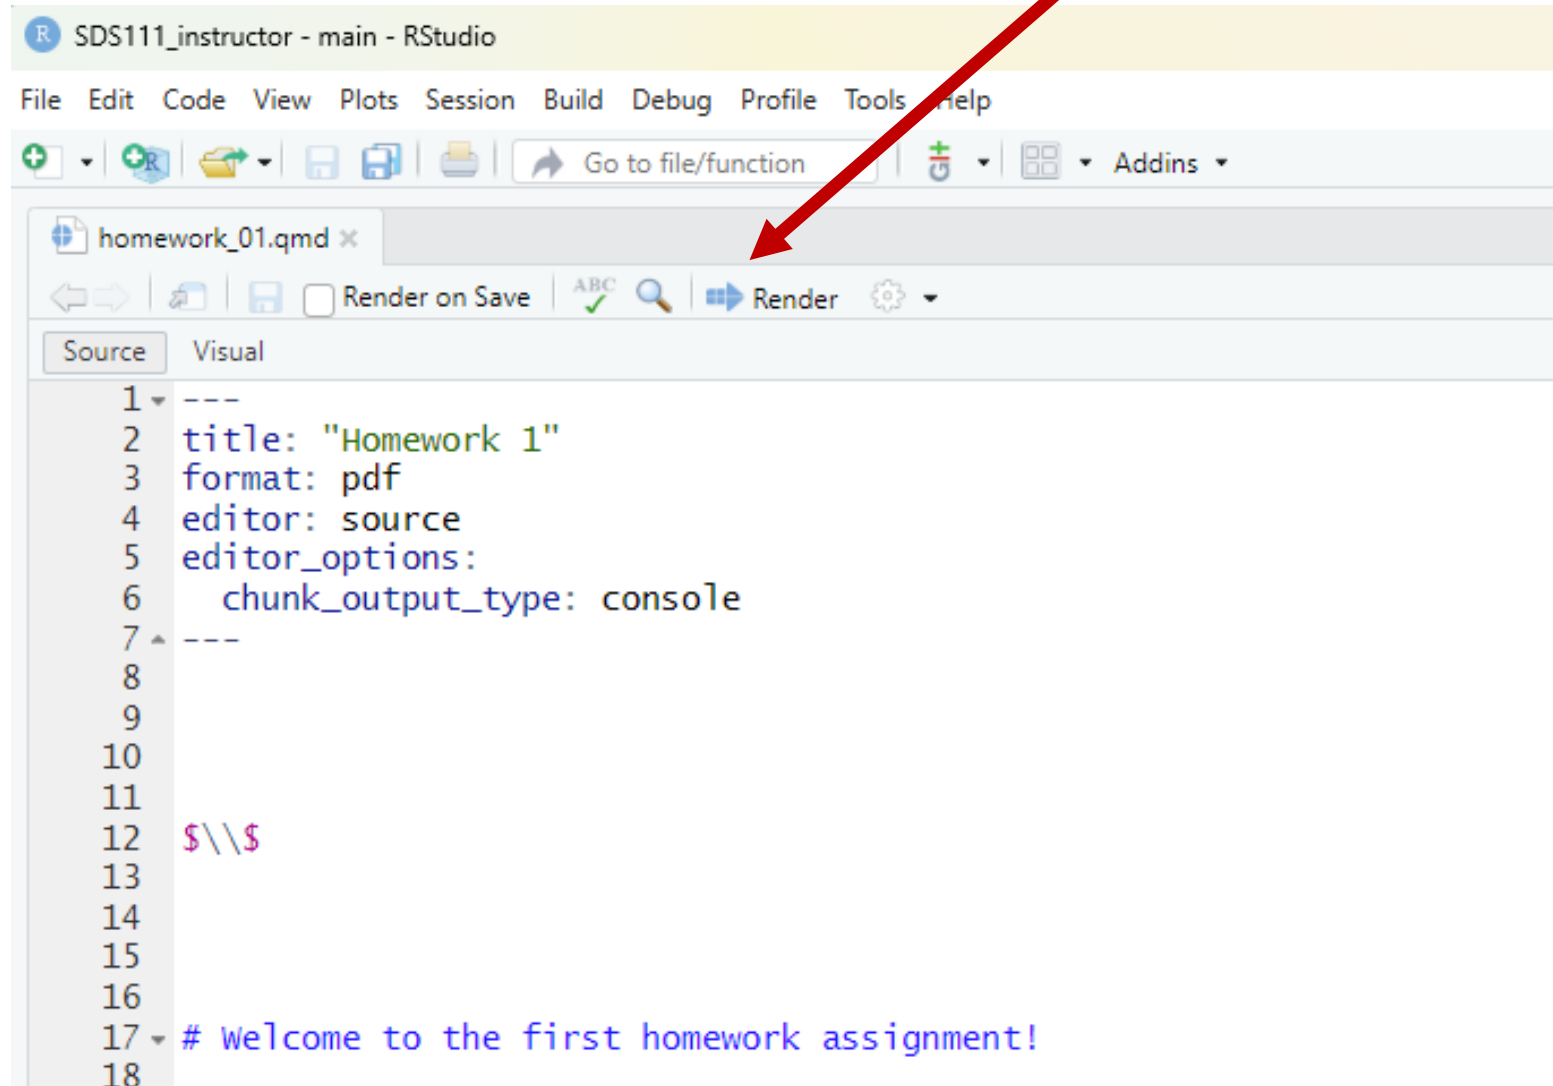 R SDS111_instructor - main - RStudio
File Edit Code View Plots Session Build Debug Profile Tools Help
Go to file/function Addins
homework_01.qmd
Render on Save ABC Render
Source Visual
1 ---
2 title: "Homework 1"
3 format: pdf
4 editor: source
5 editor_options:
6   chunk_output_type: console
7 ---
8
9
10
11
12 $\\$
13
14
15
16
17 # Welcome to the first homework assignment!
18